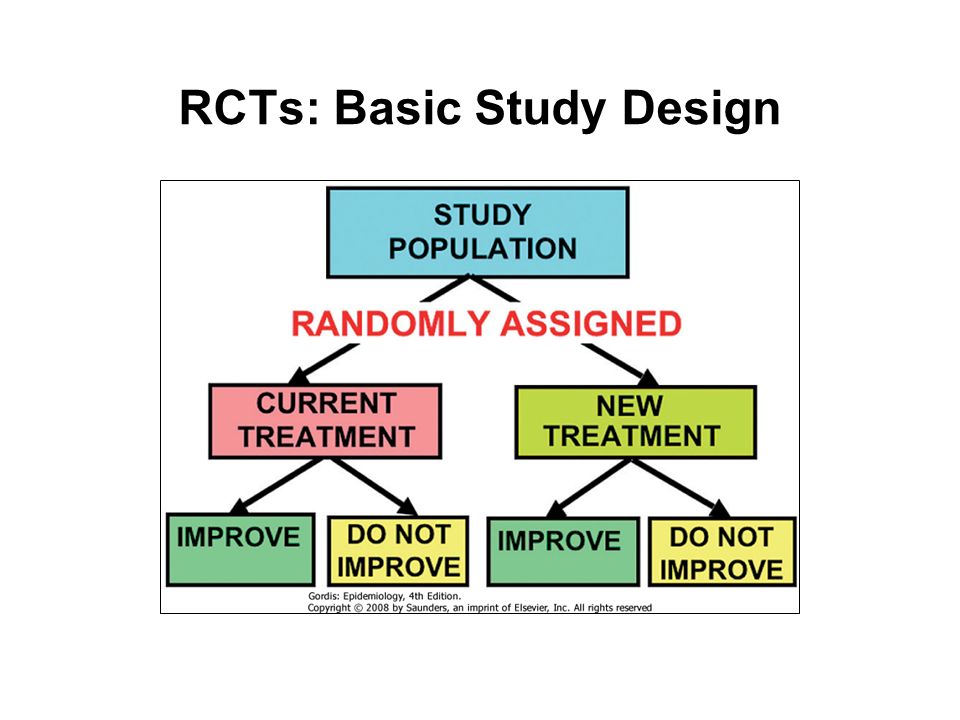 RCTs: Basic Study Design
STUDY
POPULATION
RANDOMLY ASSIGNED
CURRENT
TREATMENT
NEW
TREATMENT
IMPROVE
DO NOT
IMPROVE
IMPROVE
DO NOT
IMPROVE
Gordis: Epidemiology, 4th Edition.
Copyright © 2008 by Saunders, an imprint of Elsevier, Inc. All rights reserved